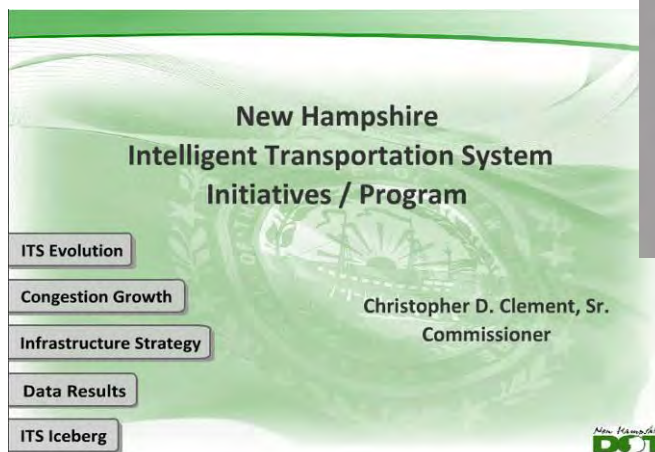 New Hampshire
Intelligent Transportation System
Initiatives / Program
ITS Evolution
Congestion Growth
Infrastructure Strategy
Data Results
ITS Iceberg
Christopher D. Clement, Sr.
Commissioner
DOT